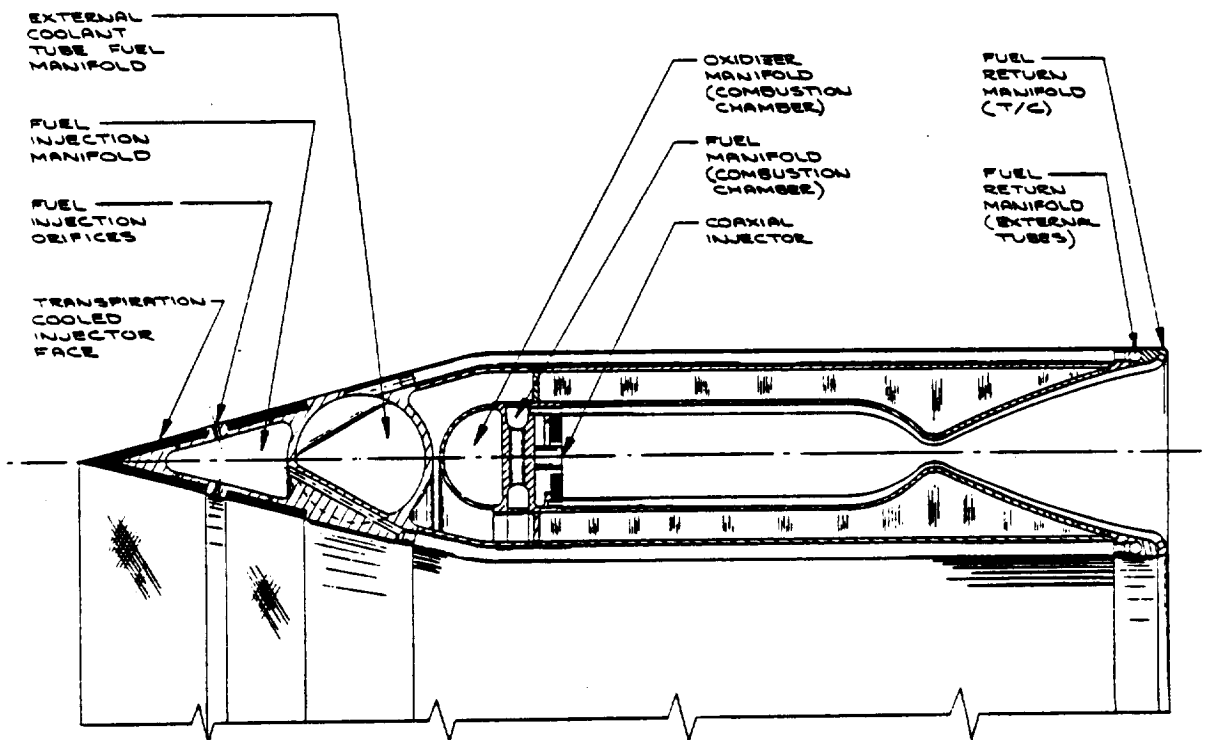 EXTERNAL
COOLANT
TUBE FUEL
MANIFOLD
FUEL
INJECTION
MANIFOLD
FUEL
INJECTION
ORIFICES
TRANSPIRATION
COOLED
INJECTOR
FACE
OXIDIZER
MANIFOLD
(COMBUSTION
CHAMBER)
FUEL
MANIFOLD
(COMBUSTION
CHAMBER)
COAXIAL
INJECTOR
FUEL
RETURN
MANIFOLD
(T/C)
FUEL
RETURN
MANIFOLD
(EXTERNAL
TUBES)